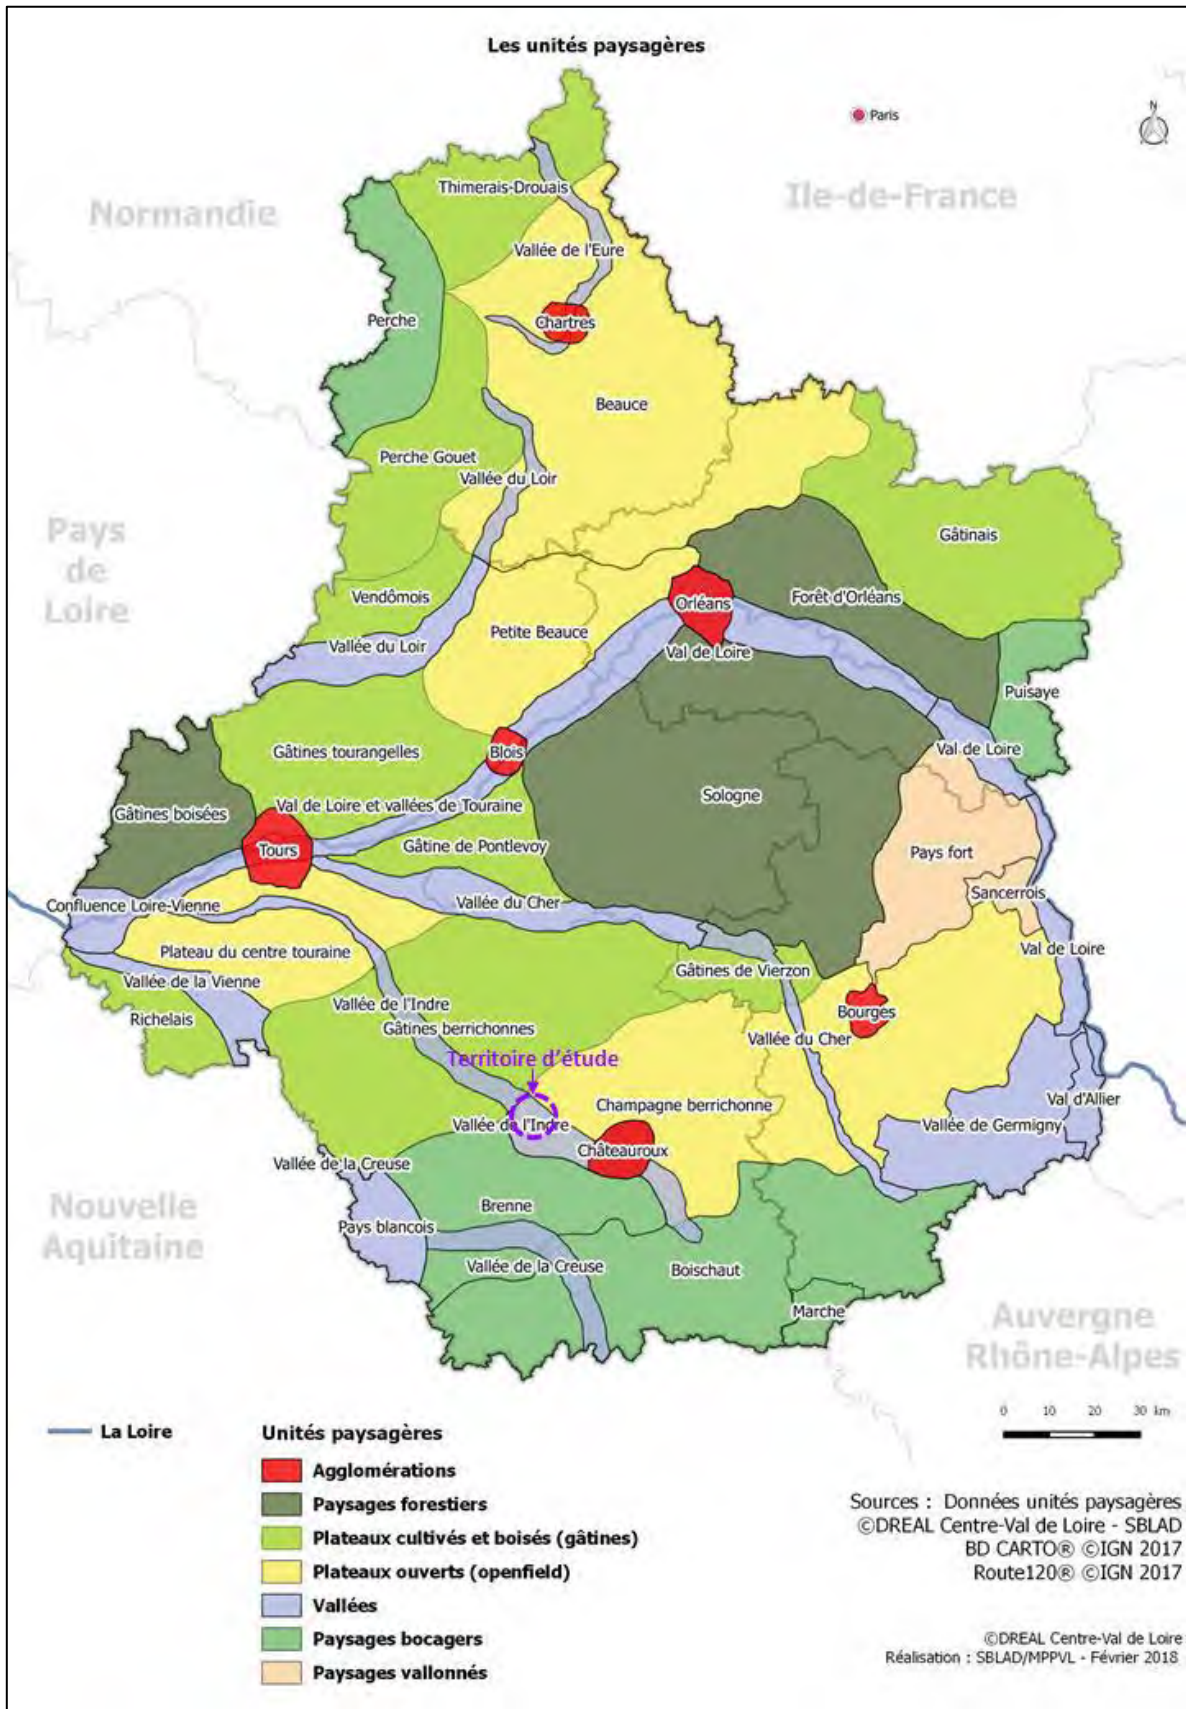 Les unités paysagères
Paris
N
Normandie
Ile-de-France
Thimerais-Drouais
Vallée de l'Eure
Chartres
Perche
Beauce
Perche Gouet
Vallée du Loir
Pays
de
Loire
Gâtinais
Vendômois
Orléans
Forêt d'Orléans
Petite Beauce
Vallée du Loir
Val de Loire
Puisaye
Gâtines tourangelles
Blois
Val de Loire
Sologne
Gâtines boisées
Val de Loire et vallées de Touraine
Tours
Gâtine de Pontlevoy
Pays fort
Sancerrois
Confluence Loire-Vienne
Vallée du Cher
Plateau du centre touraine
Val de Loire
Vallée de la Vienne
Gâtines de Vierzon
Richelais
Vallée de l'Indre
Bourges
Gâtines berrichonnes
Vallée du Cher
Territoire d'étude
Champagne berrichonne
Val d'Allier
Vallée de l'Indre
Vallée de Germigny
Châteauroux
Vallée de la Creuse
Brenne
Nouvelle
Aquitaine
Pays blancois
Vallée de la Creuse
Boischaut
Marche
Auvergne
Rhône-Alpes
0 10 20 30 km
La Loire
Unités paysagères
Agglomérations
Paysages forestiers
Plateaux cultivés et boisés (gâtines)
Plateaux ouverts (openfield)
Vallées
Paysages bocagers
Paysages vallonnés
Sources : Données unités paysagères
©DREAL Centre-Val de Loire - SBLAD
BD CARTO® ©IGN 2017
Route120® ©IGN 2017
©DREAL Centre-Val de Loire
Réalisation : SBLAD/MPPVL - Février 2018